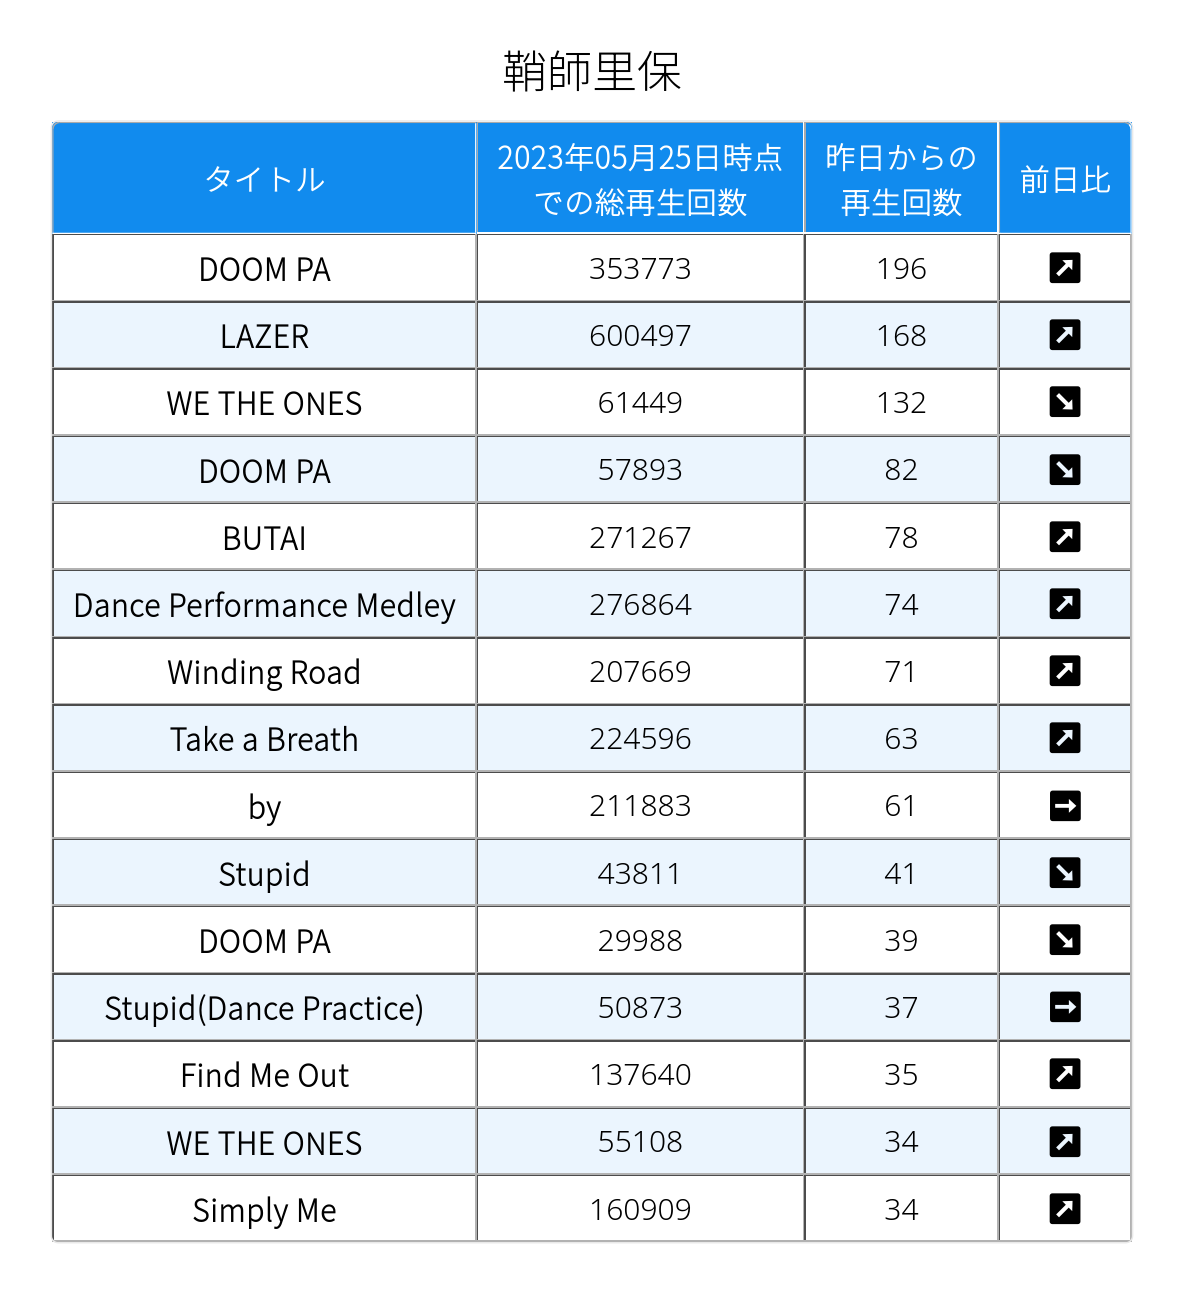 鞘師里保
タイトル 2023年05月25日時点での総再生回数 昨日からの再生回数 前日比
DOOM PA 353773 196 ↗
LAZER 600497 168 ↗
WE THE ONES 61449 132 ↘
DOOM PA 57893 82 ↘
BUTAI 271267 78 ↗
Dance Performance Medley 276864 74 ↗
Winding Road 207669 71 ↗
Take a Breath 224596 63 ↗
by 211883 61 →
Stupid 43811 41 ↘
DOOM PA 29988 39 ↘
Stupid(Dance Practice) 50873 37 →
Find Me Out 137640 35 ↗
WE THE ONES 55108 34 ↗
Simply Me 160909 34 ↗